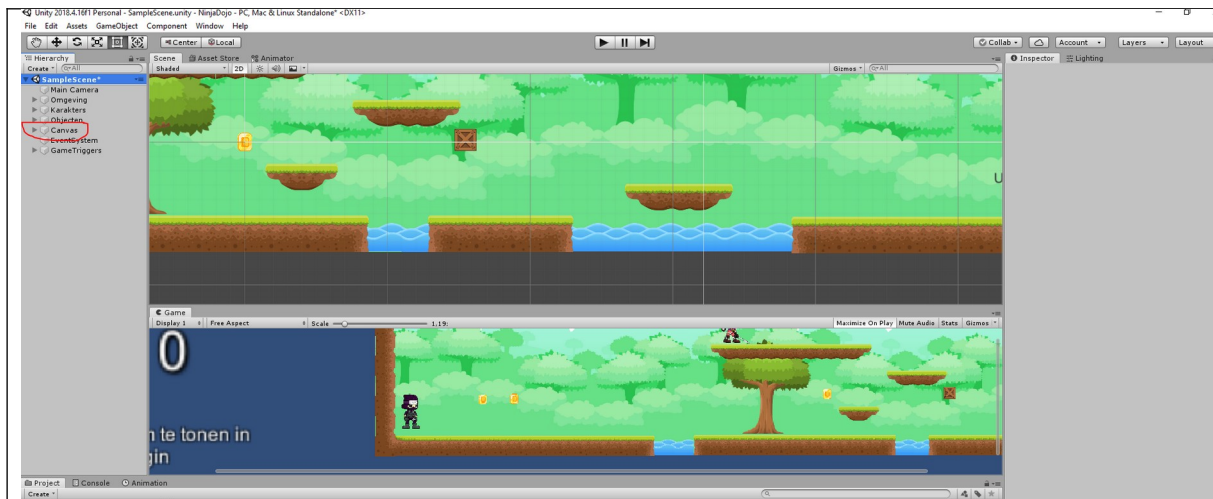 Unity 2018.4.16f1 Personal - SampleScene.unity - NinjaDojo - PC, Mac & Linux Standalone* <DX11>
File Edit Assets GameObject Component Window Help
Center Local Collab Account Layers Layout
Hierarchy Scene Asset Store Animator Inspector Lighting
Create All Shaded 2D Gizmos All
SampleScene*
Main Camera
Omgeving
Karakters
Objecten
Canvas
EventSystem
GameTriggers
U
Game
Display 1 Free Aspect Scale 1.19: Maximize On Play Mute Audio Stats Gizmos
0
n te tonen in
gin
Project Console Animation
Create